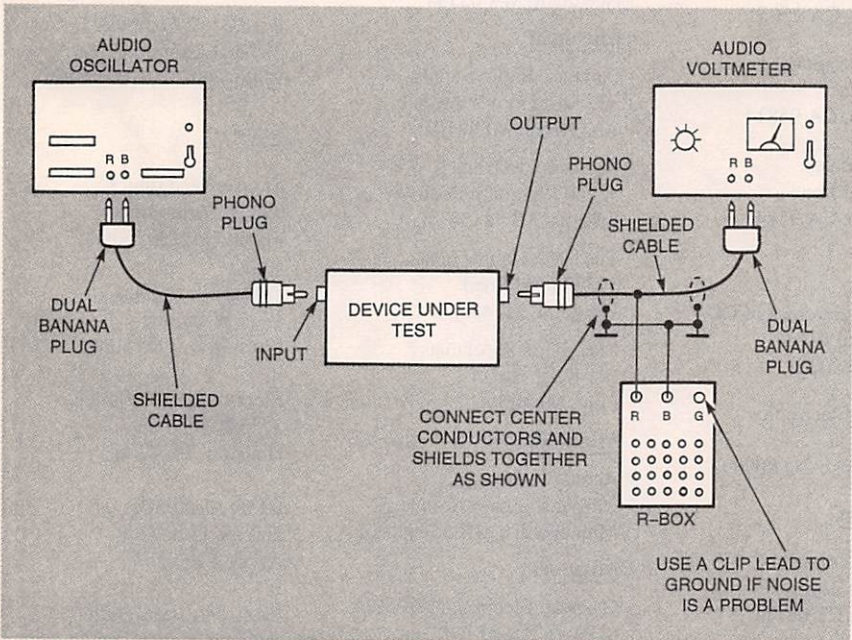 AUDIO
OSCILLATOR
AUDIO
VOLTMETER
OUTPUT
R B
R B
PHONO
PLUG
PHONO
PLUG
SHIELDED
CABLE
DUAL
BANANA
PLUG
DEVICE UNDER
TEST
INPUT
DUAL
BANANA
PLUG
SHIELDED
CABLE
CONNECT CENTER
CONDUCTORS AND
SHIELDS TOGETHER
AS SHOWN
R B G
R-BOX
USE A CLIP LEAD TO
GROUND IF NOISE
IS A PROBLEM